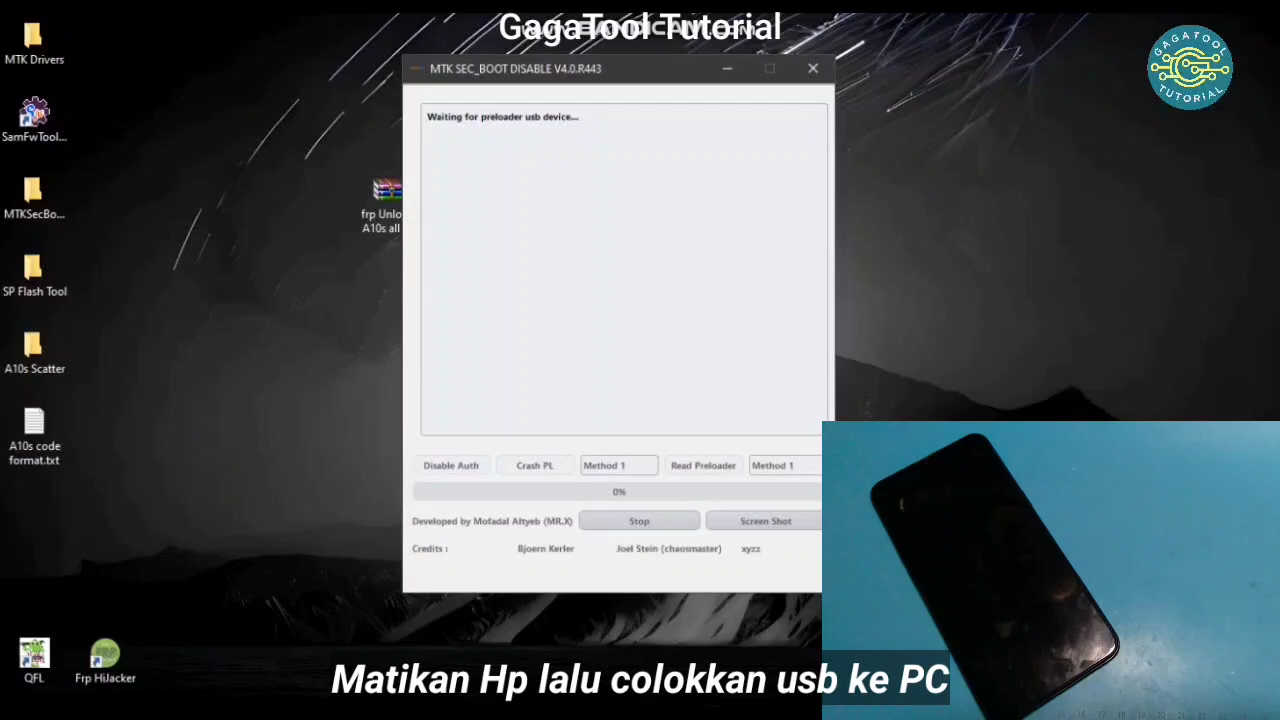 GagaTool Tutorial
www.BANDICAM.com
GAGATOOL
TUTORIAL
MTK Drivers
SamFwTool...
MTKSecBo...
SP Flash Tool
A10s Scatter
A10s code
format.txt
QFL
Frp HiJacker
frp Unlo
A10s all
MTK SEC_BOOT DISABLE V4.0.R443
Waiting for preloader usb device...
Disable Auth
Crash PL
Method 1
Read Preloader
Method 1
0%
Developed by Mofadal Altyeb (MR.X)
Stop
Screen Shot
Credits :
Bjoern Kerler
Joel Stein (chaosmaster)
xyzz
Matikan Hp lalu colokkan usb ke PC